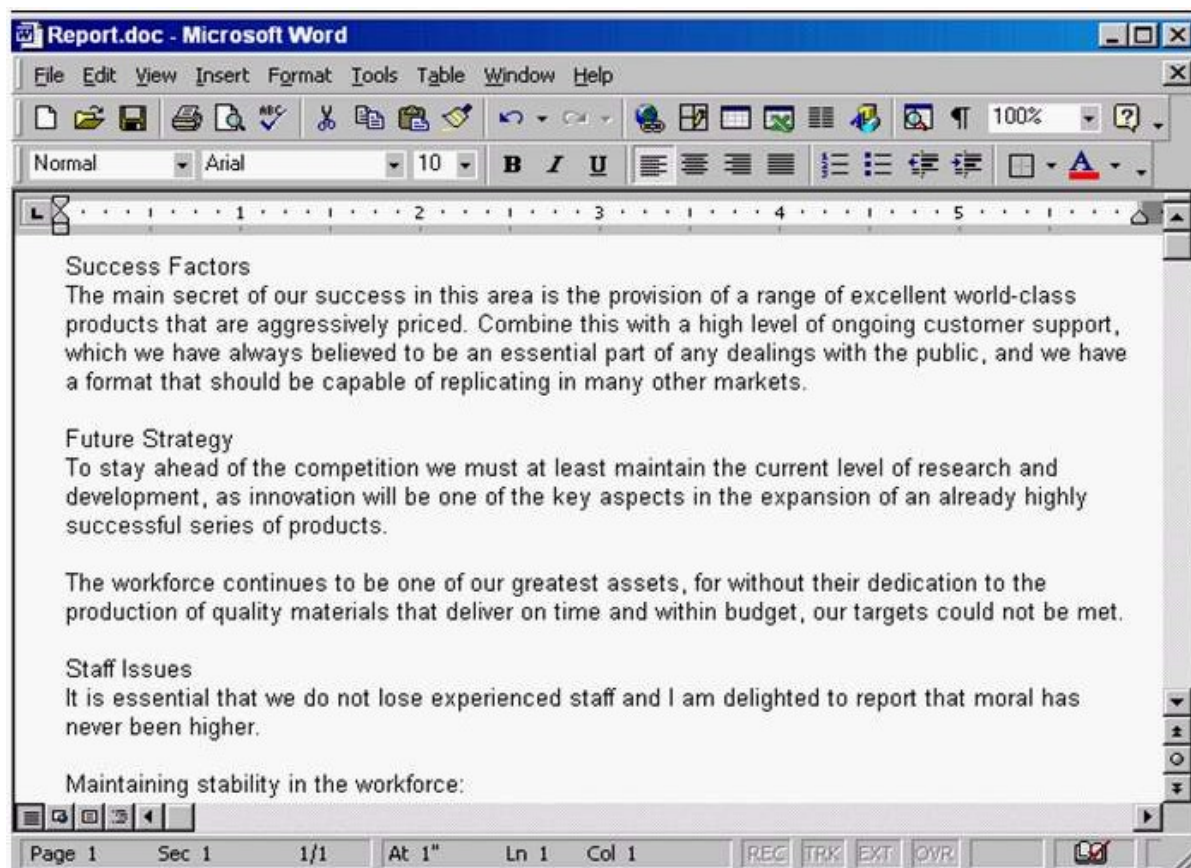 Report.doc - Microsoft Word
File Edit View Insert Format Tools Table Window Help
ABC
100%
Normal Arial 10 B I U A
1 2 3 4 5
Success Factors
The main secret of our success in this area is the provision of a range of excellent world-class
products that are aggressively priced. Combine this with a high level of ongoing customer support,
which we have always believed to be an essential part of any dealings with the public, and we have
a format that should be capable of replicating in many other markets.
Future Strategy
To stay ahead of the competition we must at least maintain the current level of research and
development, as innovation will be one of the key aspects in the expansion of an already highly
successful series of products.
The workforce continues to be one of our greatest assets, for without their dedication to the
production of quality materials that deliver on time and within budget, our targets could not be met.
Staff Issues
It is essential that we do not lose experienced staff and I am delighted to report that moral has
never been higher.
Maintaining stability in the workforce:
Page 1 Sec 1 1/1 At 1" Ln 1 Col 1 REC TRK EXT OVR